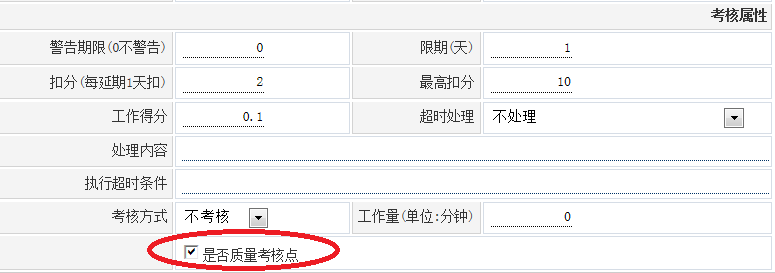 考核属性
警告期限(0不警告) 0 限期(天) 1
扣分(每延期1天扣) 2 最高扣分 10
工作得分 0.1 超时处理 不处理
处理内容
执行超时条件
考核方式 不考核 工作量(单位:分钟) 0
是否质量考核点